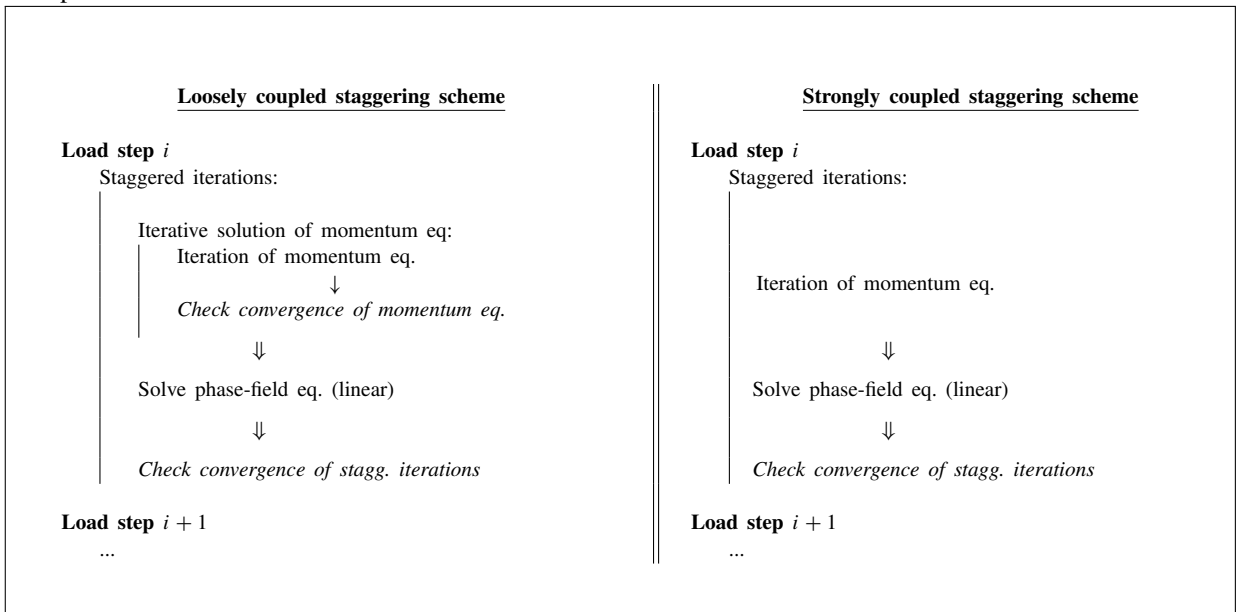 Loosely coupled staggering scheme
Load step i
Staggered iterations:
Iterative solution of momentum eq:
Iteration of momentum eq.
↓
Check convergence of momentum eq.
⇓
Solve phase-field eq. (linear)
⇓
Check convergence of stagg. iterations
Load step i + 1
...
Strongly coupled staggering scheme
Load step i
Staggered iterations:
Iteration of momentum eq.
⇓
Solve phase-field eq. (linear)
⇓
Check convergence of stagg. iterations
Load step i + 1
...